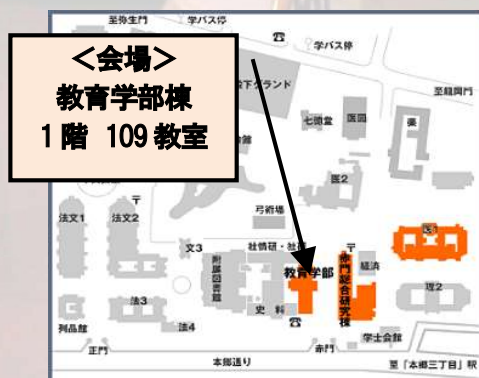 至弥生門
学バス停
<会場>
教育学部棟
1階 109教室
学バス停
殿下グランド
至龍岡門
七徳堂
医図
薬
館
医2
弓術場
法文1
法文2
文3
社情研・社研
教育学部
赤門総合研究棟
経済
医1
附属図書館
法3
史料
理2
列品館
法4
学士会館
正門
赤門
本郷通り
至「本郷三丁目」駅